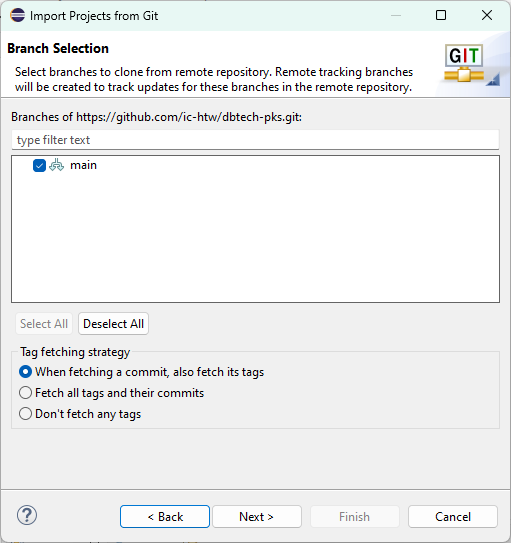 Import Projects from Git
Branch Selection
Select branches to clone from remote repository. Remote tracking branches
will be created to track updates for these branches in the remote repository.
GIT
Branches of https://github.com/ic-htw/dbtech-pks.git:
type filter text
main
Select All
Deselect All
Tag fetching strategy
When fetching a commit, also fetch its tags
Fetch all tags and their commits
Don't fetch any tags
?
< Back
Next >
Finish
Cancel